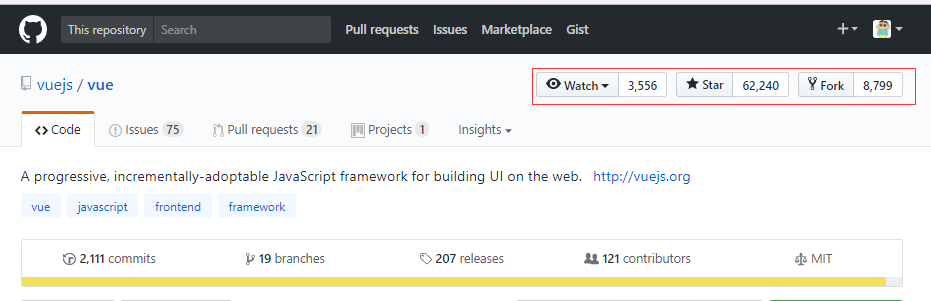 This repository Search Pull requests Issues Marketplace Gist
vuejs / vue Watch 3,556 Star 62,240 Fork 8,799
Code Issues 75 Pull requests 21 Projects 1 Insights
A progressive, incrementally-adoptable JavaScript framework for building UI on the web. http://vuejs.org
vue javascript frontend framework
2,111 commits 19 branches 207 releases 121 contributors MIT